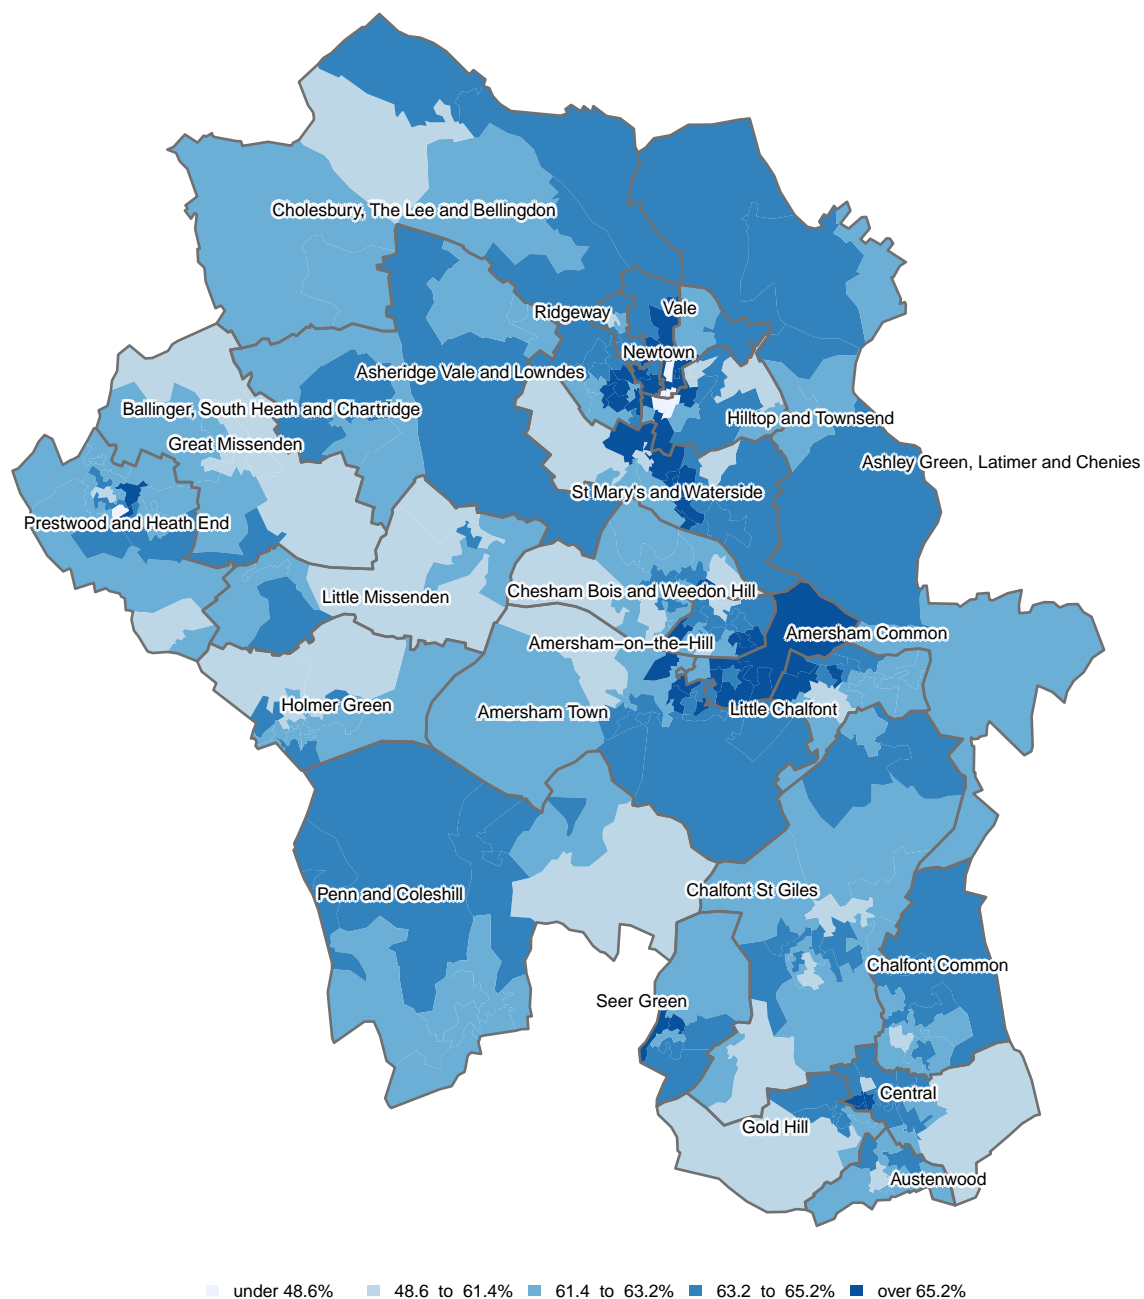 Cholesbury, The Lee and Bellingdon
Ridgeway
Vale
Newtown
Asheridge Vale and Lowndes
Ballinger, South Heath and Chartridge
Hilltop and Townsend
Great Missenden
Ashley Green, Latimer and Chenies
St Mary's and Waterside
Prestwood and Heath End
Chesham Bois and Weedon Hill
Little Missenden
Amersham Common
Amersham−on−the−Hill
Holmer Green
Little Chalfont
Amersham Town
Chalfont St Giles
Penn and Coleshill
Chalfont Common
Seer Green
Central
Gold Hill
Austenwood
under 48.6% 48.6 to 61.4% 61.4 to 63.2% 63.2 to 65.2% over 65.2%